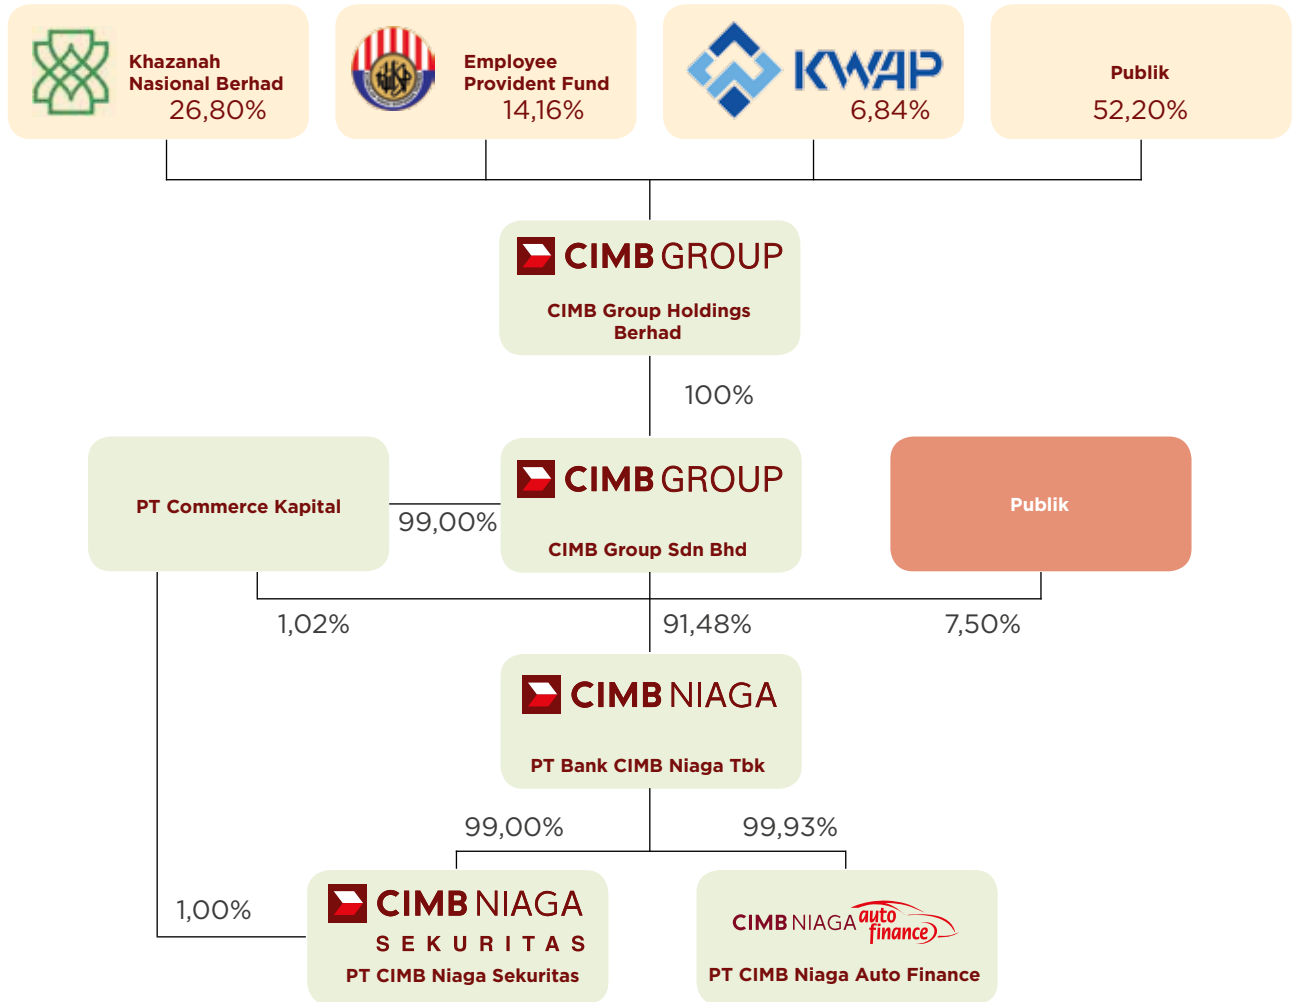 Khazanah
Nasional Berhad
26,80%
Employee
Provident Fund
14,16%
KWAP
6,84%
Publik
52,20%
CIMB GROUP
CIMB Group Holdings
Berhad
100%
PT Commerce Kapital
99,00%
CIMB GROUP
CIMB Group Sdn Bhd
Publik
1,02%
91,48%
7,50%
CIMB NIAGA
PT Bank CIMB Niaga Tbk
99,00%
99,93%
1,00%
CIMB NIAGA
SEKURITAS
PT CIMB Niaga Sekuritas
CIMB NIAGA auto
finance
PT CIMB Niaga Auto Finance